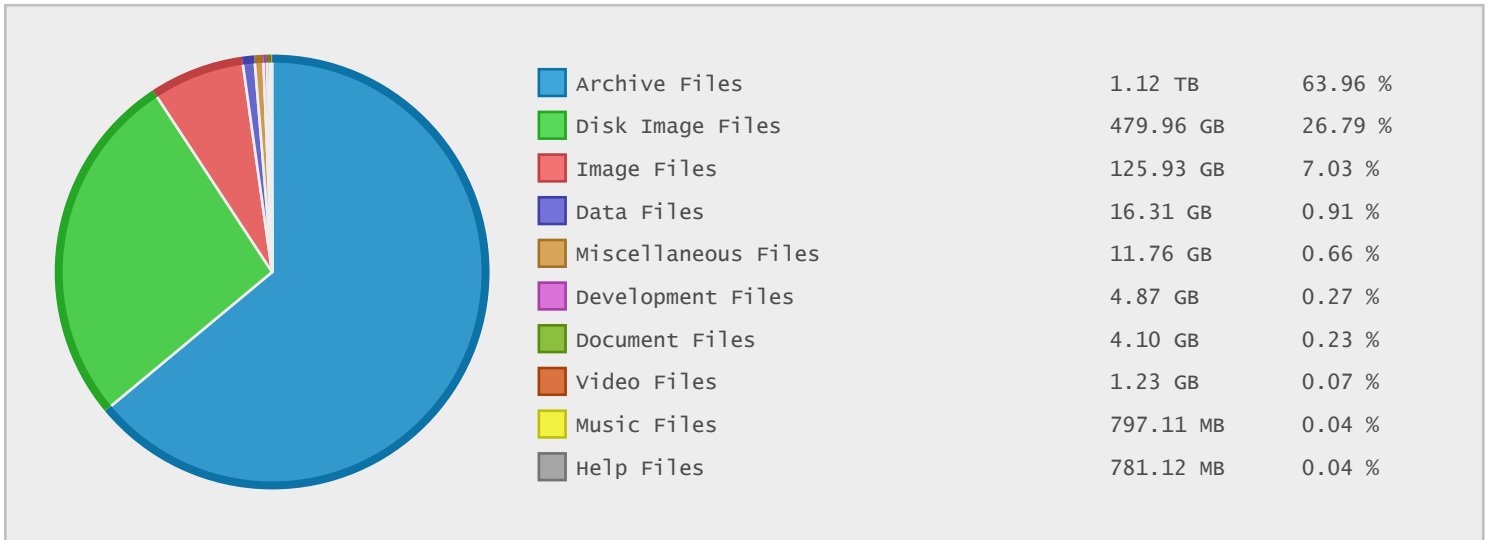 Archive Files 1.12 TB 63.96 %
Disk Image Files 479.96 GB 26.79 %
Image Files 125.93 GB 7.03 %
Data Files 16.31 GB 0.91 %
Miscellaneous Files 11.76 GB 0.66 %
Development Files 4.87 GB 0.27 %
Document Files 4.10 GB 0.23 %
Video Files 1.23 GB 0.07 %
Music Files 797.11 MB 0.04 %
Help Files 781.12 MB 0.04 %